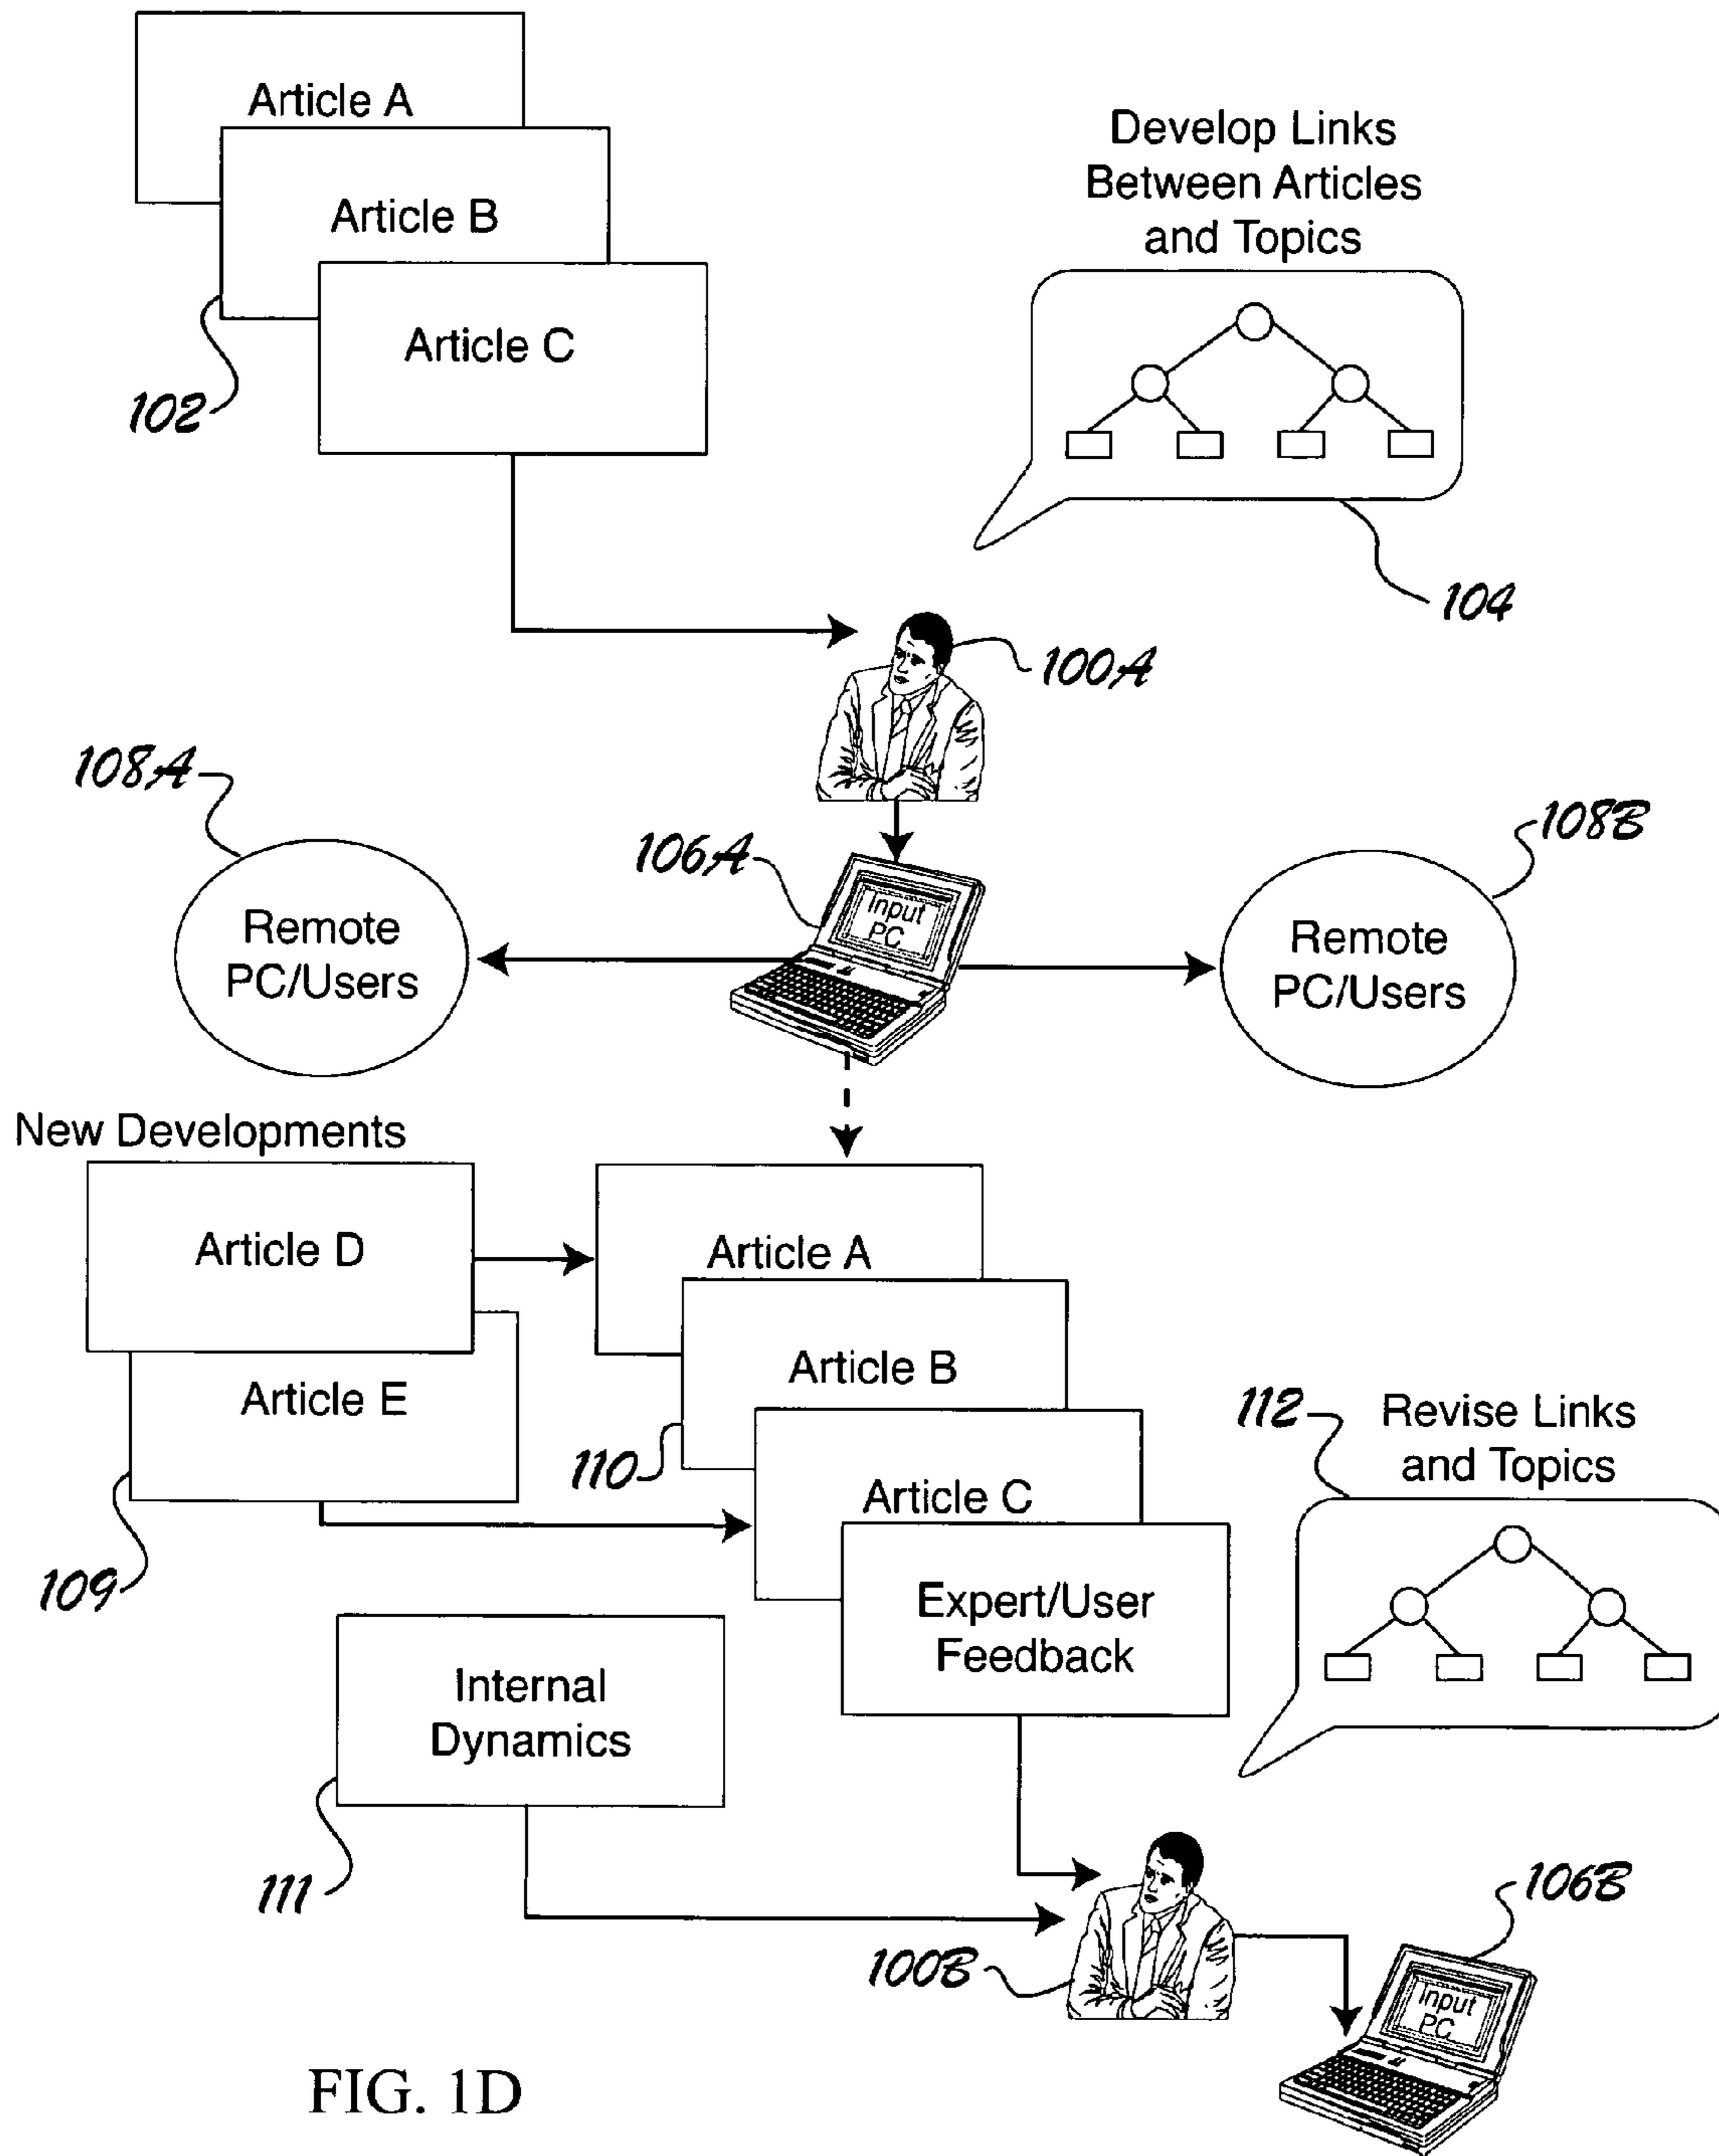 Article A
Article B
Article C
102
Develop Links
Between Articles
and Topics
104
100A
108A
Remote
PC/Users
106A
Input
PC
108B
Remote
PC/Users
New Developments
Article D
Article E
109
Article A
Article B
110
Article C
Expert/User
Feedback
112
Revise Links
and Topics
Internal
Dynamics
111
100B
106B
Input
PC
FIG. 1D